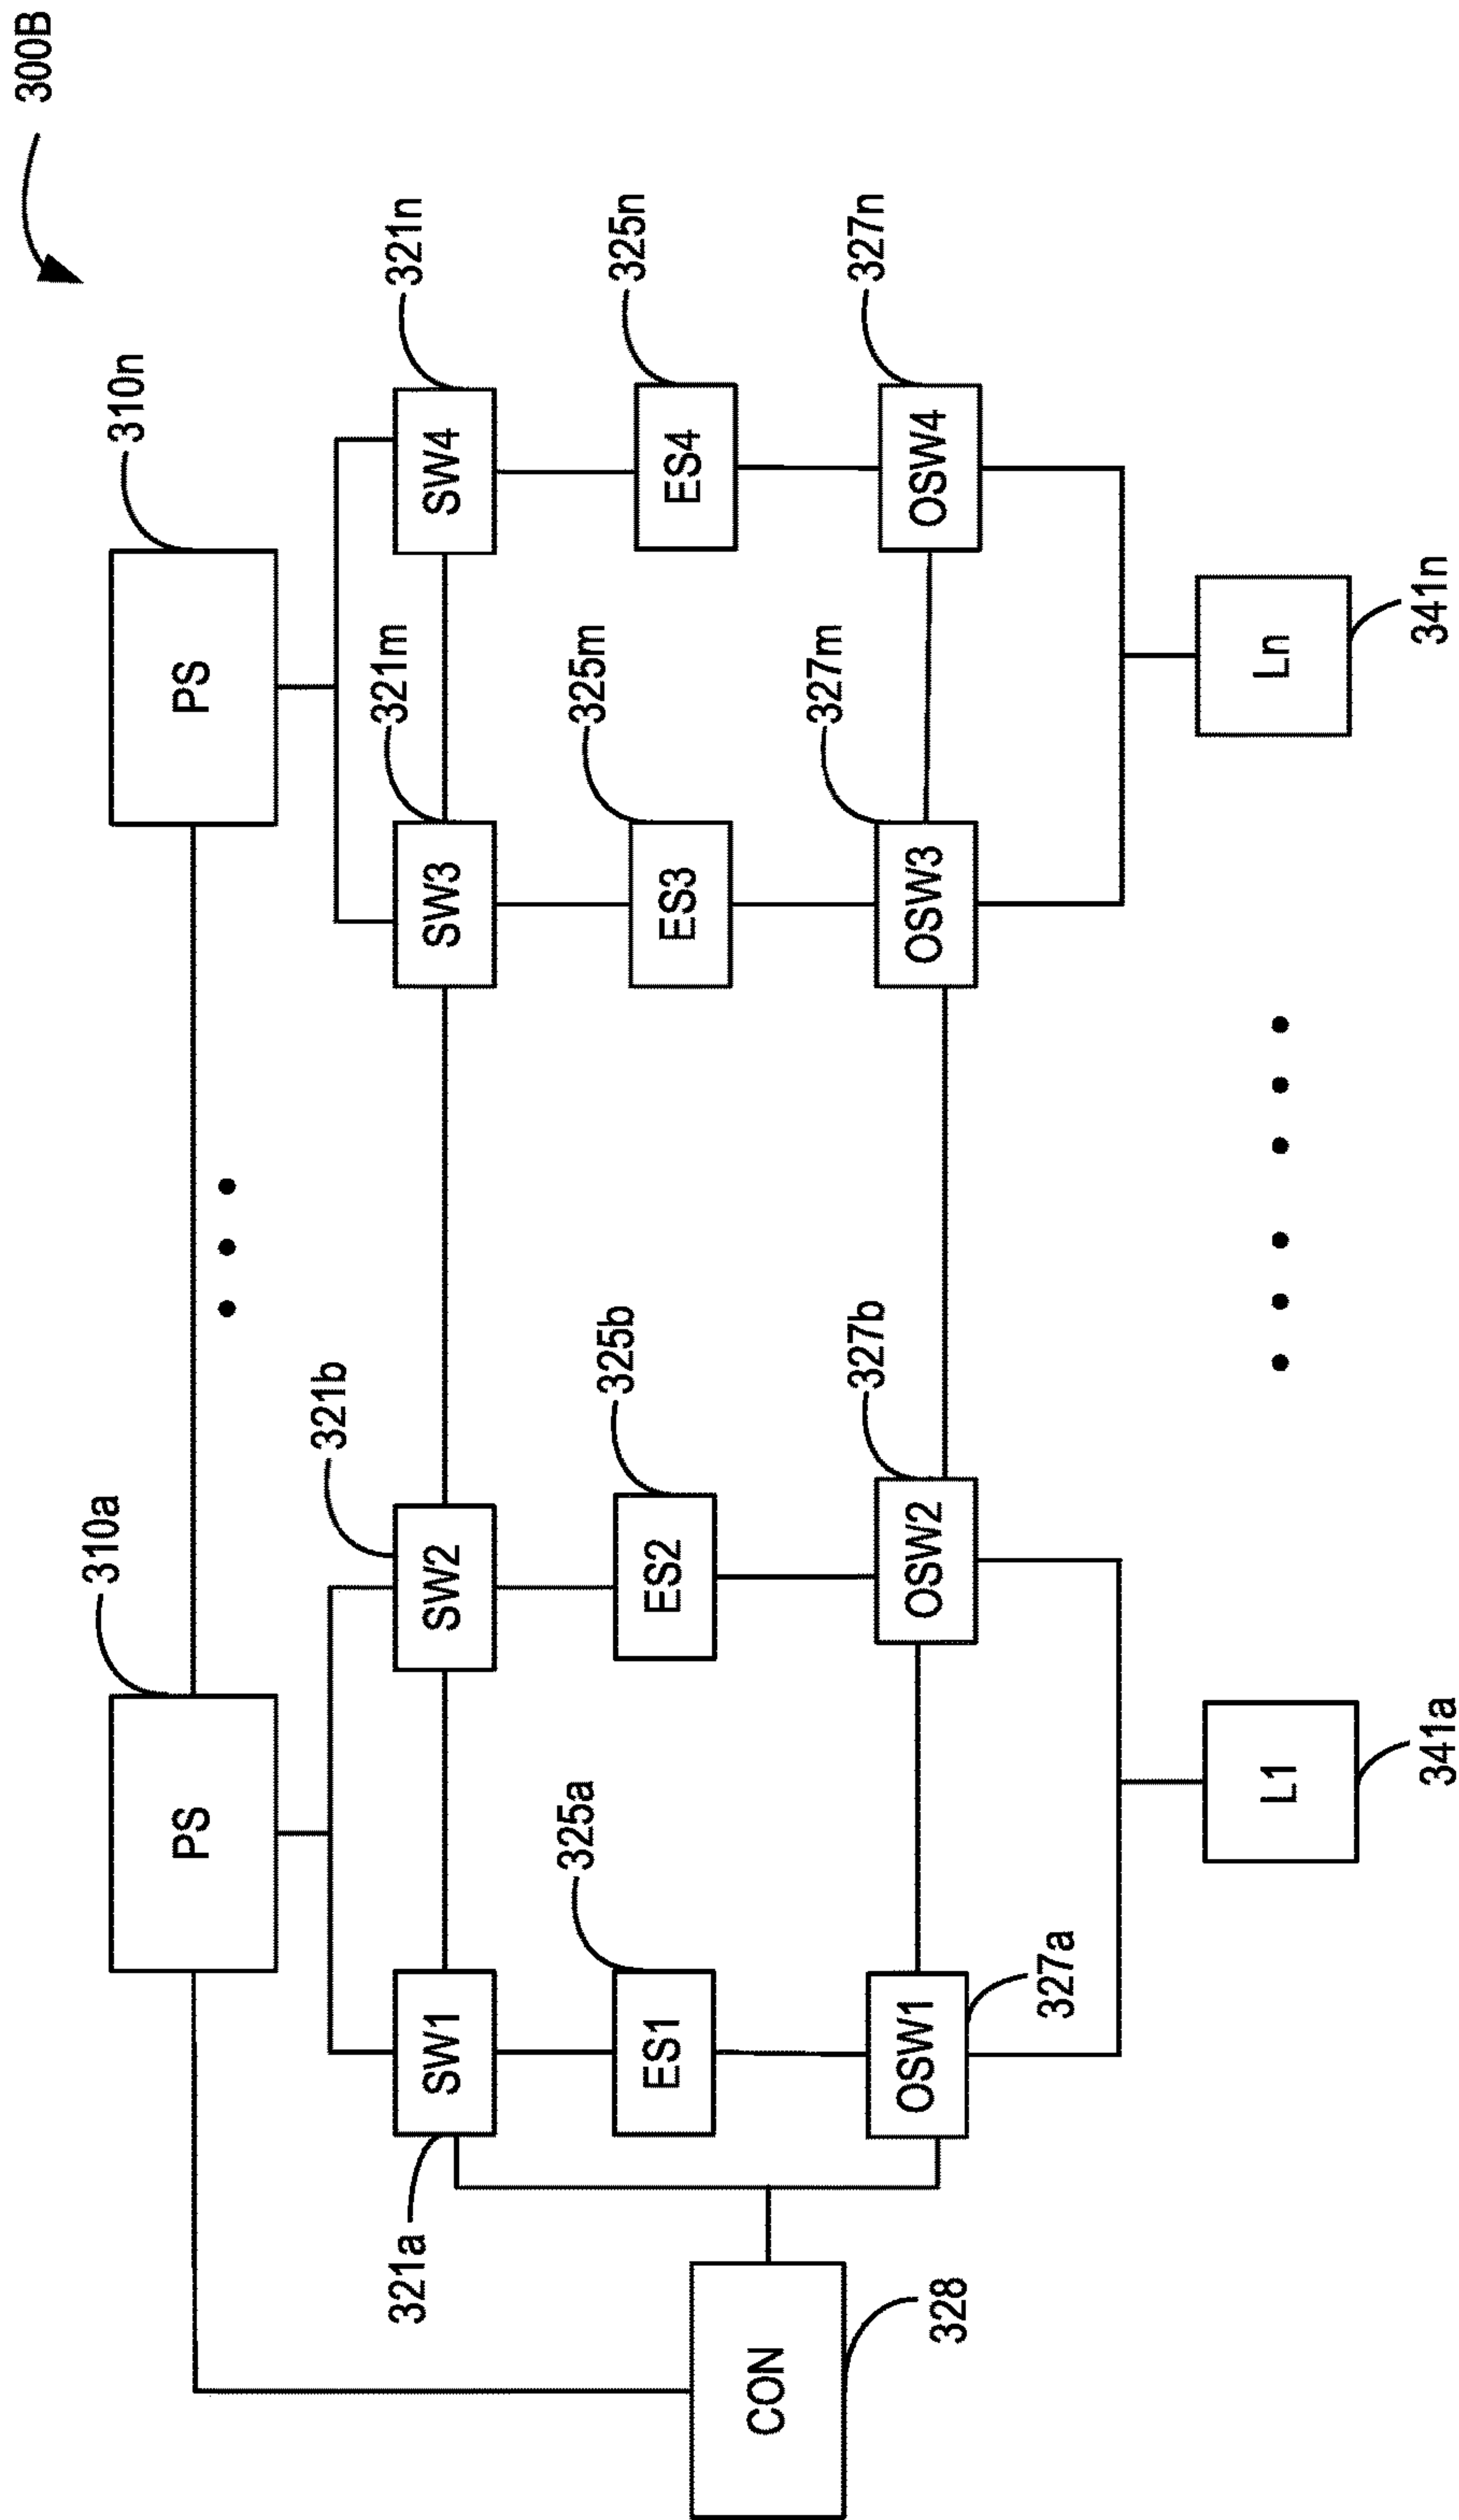 300B
310a
PS
310n
PS
321a
SW1
321b
SW2
321m
SW3
321n
SW4
325a
ES1
325b
ES2
325m
ES3
325n
ES4
CON
328
OSW1
327a
327b
OSW2
327m
OSW3
327n
OSW4
L1
341a
Ln
341n